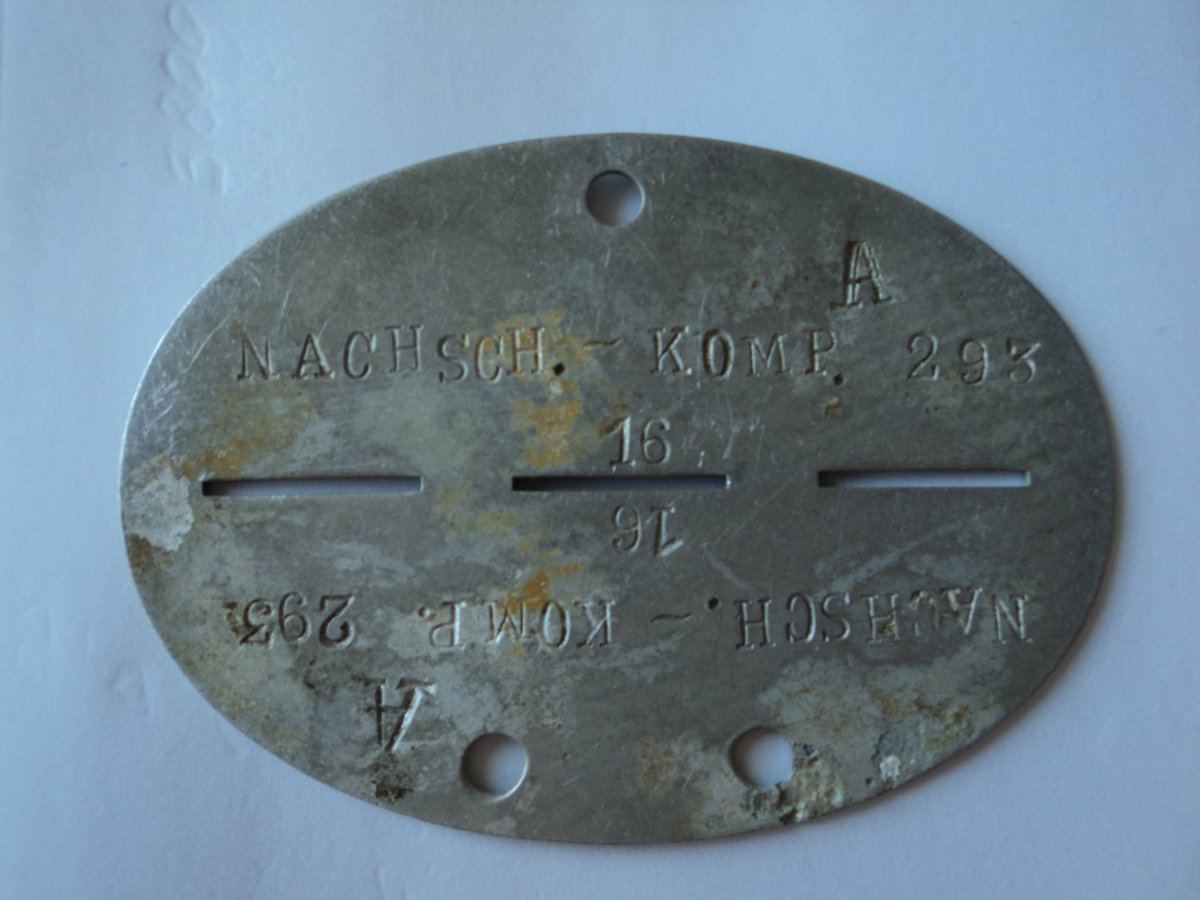 A
NACHSCH.- KOMP. 293
16
16
NACHSCH.- KOMP. 293
A